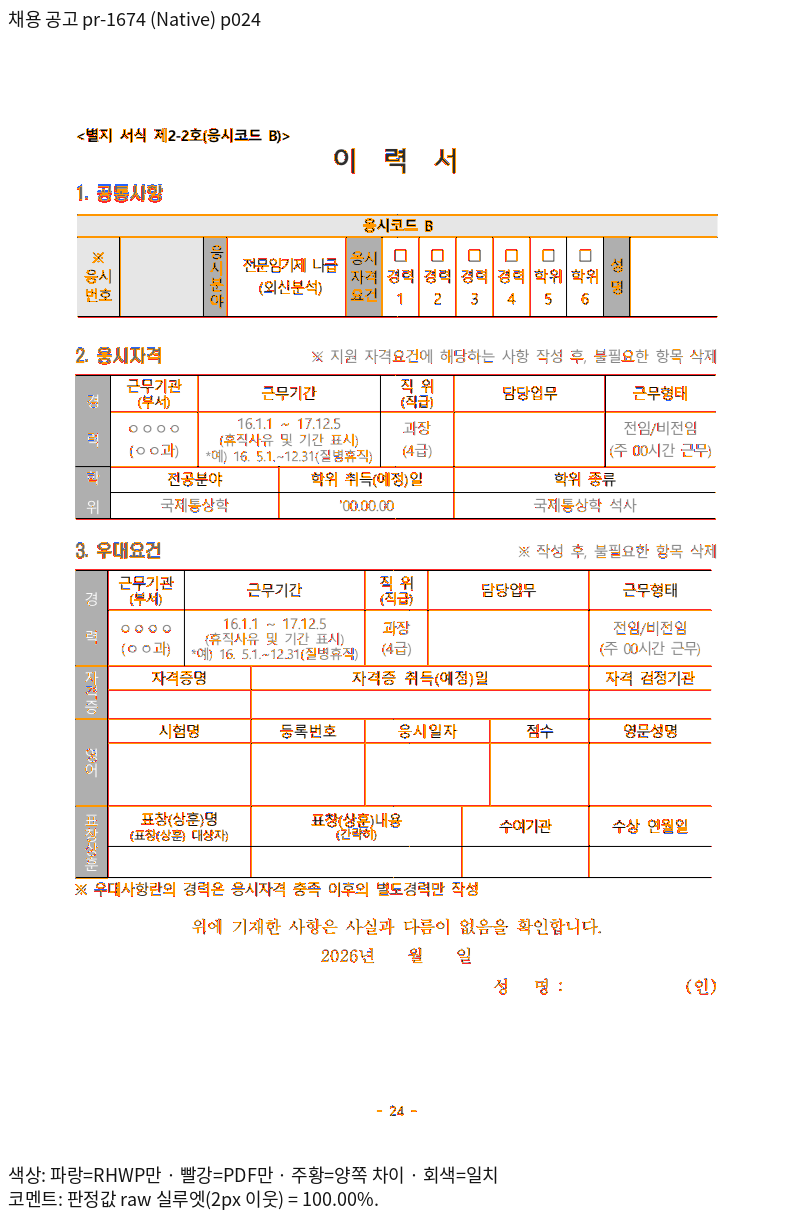 채용 공고 pr-1674 (Native) p024
<별지 서식 제2-2호(응시코드 B)>
이 력 서
1. 공통사항
응시코드 B
※ 응시 번호
응시분야
전문임기제 나급 (외신분석)
응시 자격 요건
□ 경력 1
□ 경력 2
□ 경력 3
□ 경력 4
□ 학위 5
□ 학위 6
성명
2. 응시자격
※ 지원 자격요건에 해당하는 사항 작성 후, 불필요한 항목 삭제
경력
근무기관 (부서)
근무기간
직 위 (직급)
담당업무
근무형태
○○○○ (○○과)
16.1.1 ~ 17.12.5
(휴직사유 및 기간 표시)
*예) 16. 5.1.~12.31(질병휴직)
과장 (4급)
전임/비전임
(주 00시간 근무)
학위
전공분야
학위 취득(예정)일
학위 종류
국제통상학
'00.00.00
국제통상학 석사
3. 우대요건
※ 작성 후, 불필요한 항목 삭제
경력
근무기관 (부서)
근무기간
직 위 (직급)
담당업무
근무형태
○○○○ (○○과)
16.1.1 ~ 17.12.5
(휴직사유 및 기간 표시)
*예) 16. 5.1.~12.31(질병휴직)
과장 (4급)
전임/비전임
(주 00시간 근무)
자격증
자격증명
자격증 취득(예정)일
자격 검정기관
영어
시험명
등록번호
응시일자
점수
영문성명
표창(상훈)명
(표창(상훈) 대상자)
표창(상훈)내용
(간략히)
수여기관
수상 연월일
※ 우대사항란의 경력은 응시자격 충족 이후의 별도경력만 작성
위에 기재한 사항은 사실과 다름이 없음을 확인합니다.
2026년 월 일
성 명 : (인)
- 24 -
색상: 파랑=RHWP만 · 빨강=PDF만 · 주황=양쪽 차이 · 회색=일치
코멘트: 판정값 raw 실루엣(2px 이웃) = 100.00%.